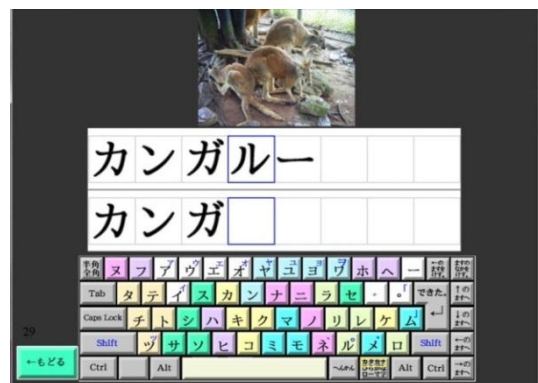 カンガルー
カンガ
半角 全角 ヌ フ ア ウ エ オ ヤ ユ ヨ ワ ホ ヘ ー
Tab タ テ イ ス カ ン ナ ニ ラ セ ゛ ゜ できた。
Caps Lock チ ト シ ハ キ ク マ ノ リ レ ケ ム
29
Shift ツ サ ソ ヒ コ ミ モ ネ ル メ ロ Shift
←もどる
Ctrl Alt Alt Ctrl